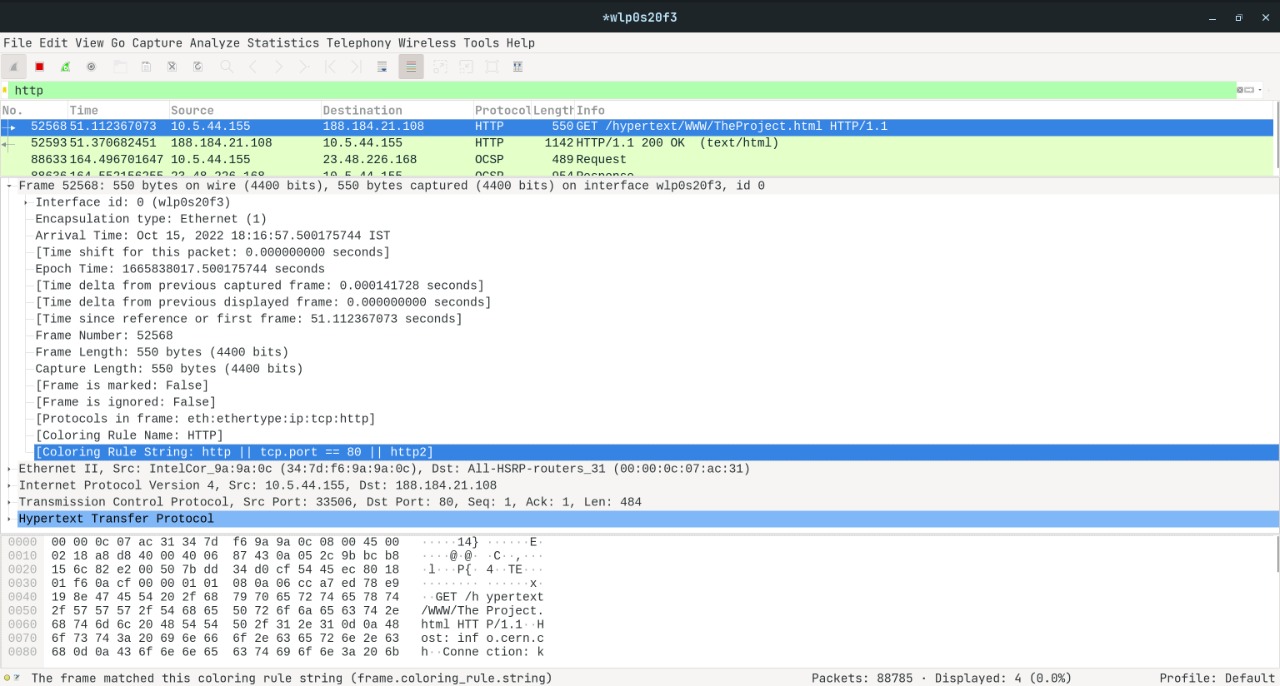 *wlp0s20f3
File Edit View Go Capture Analyze Statistics Telephony Wireless Tools Help
http
No. Time Source Destination Protocol Length Info
52568 51.112367073 10.5.44.155 188.184.21.108 HTTP 550 GET /hypertext/WWW/TheProject.html HTTP/1.1
52593 51.370682451 188.184.21.108 10.5.44.155 HTTP 1142 HTTP/1.1 200 OK  (text/html)
88633 164.496701647 10.5.44.155 23.48.226.168 OCSP 489 Request
88636 164.552156255 23.48.226.168 10.5.44.155 OCSP 954 Response
Frame 52568: 550 bytes on wire (4400 bits), 550 bytes captured (4400 bits) on interface wlp0s20f3, id 0
Interface id: 0 (wlp0s20f3)
Encapsulation type: Ethernet (1)
Arrival Time: Oct 15, 2022 18:16:57.500175744 IST
[Time shift for this packet: 0.000000000 seconds]
Epoch Time: 1665838017.500175744 seconds
[Time delta from previous captured frame: 0.000141728 seconds]
[Time delta from previous displayed frame: 0.000000000 seconds]
[Time since reference or first frame: 51.112367073 seconds]
Frame Number: 52568
Frame Length: 550 bytes (4400 bits)
Capture Length: 550 bytes (4400 bits)
[Frame is marked: False]
[Frame is ignored: False]
[Protocols in frame: eth:ethertype:ip:tcp:http]
[Coloring Rule Name: HTTP]
[Coloring Rule String: http || tcp.port == 80 || http2]
Ethernet II, Src: IntelCor_9a:9a:0c (34:7d:f6:9a:9a:0c), Dst: All-HSRP-routers_31 (00:00:0c:07:ac:31)
Internet Protocol Version 4, Src: 10.5.44.155, Dst: 188.184.21.108
Transmission Control Protocol, Src Port: 33506, Dst Port: 80, Seq: 1, Ack: 1, Len: 484
Hypertext Transfer Protocol
0000 00 00 0c 07 ac 31 34 7d f6 9a 9a 0c 08 00 45 00 ·····14} ······E·
0010 02 18 a8 d8 40 00 40 06 87 43 0a 05 2c 9b bc b8 ····@·@· ·C··,···
0020 15 6c 82 e2 00 50 7b dd 34 d0 cf 54 45 ec 80 18 ·l···P{· 4··TE···
0030 01 f6 0a cf 00 00 01 01 08 0a 06 cc a7 ed 78 e9 ········ ······x·
0040 19 8e 47 45 54 20 2f 68 79 70 65 72 74 65 78 74 ··GET /h ypertext
0050 2f 57 57 57 2f 54 68 65 50 72 6f 6a 65 63 74 2e /WWW/The Project.
0060 68 74 6d 6c 20 48 54 54 50 2f 31 2e 31 0d 0a 48 html HTT P/1.1··H
0070 6f 73 74 3a 20 69 6e 66 6f 2e 63 65 72 6e 2e 63 ost: inf o.cern.c
0080 68 0d 0a 43 6f 6e 6e 65 63 74 69 6f 6e 3a 20 6b h··Conne ction: k
The frame matched this coloring rule string (frame.coloring_rule.string) Packets: 88785 · Displayed: 4 (0.0%) Profile: Default